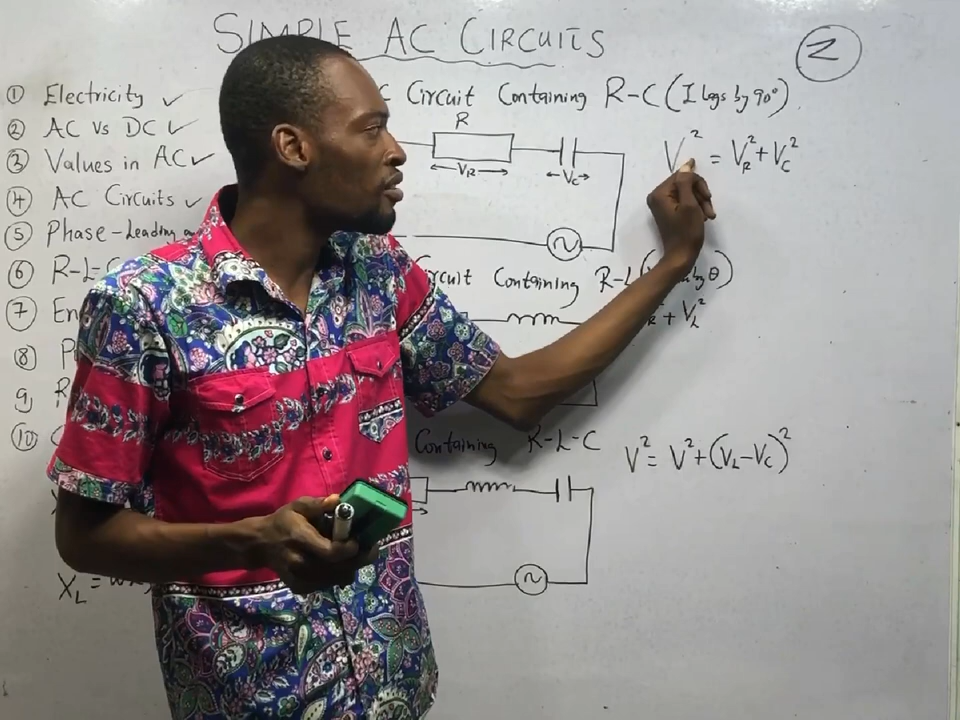 SIMPLE AC CIRCUITS
2
① Electricity ✓
② AC Vs DC ✓
③ Values in AC ✓
④ AC Circuits ✓
⑤ Phase - Leading
⑥ R-L-
⑦ En
⑧
9,
⑩
X_L =
C Circuit Containing R-C (I lags by 90°)
R
V_R
V_C
V² = V_R² + V_C²
Circuit Containing R-L ( by θ)
R + V_L²
Containing R-L-C
V² = V² + (V_L - V_C)²